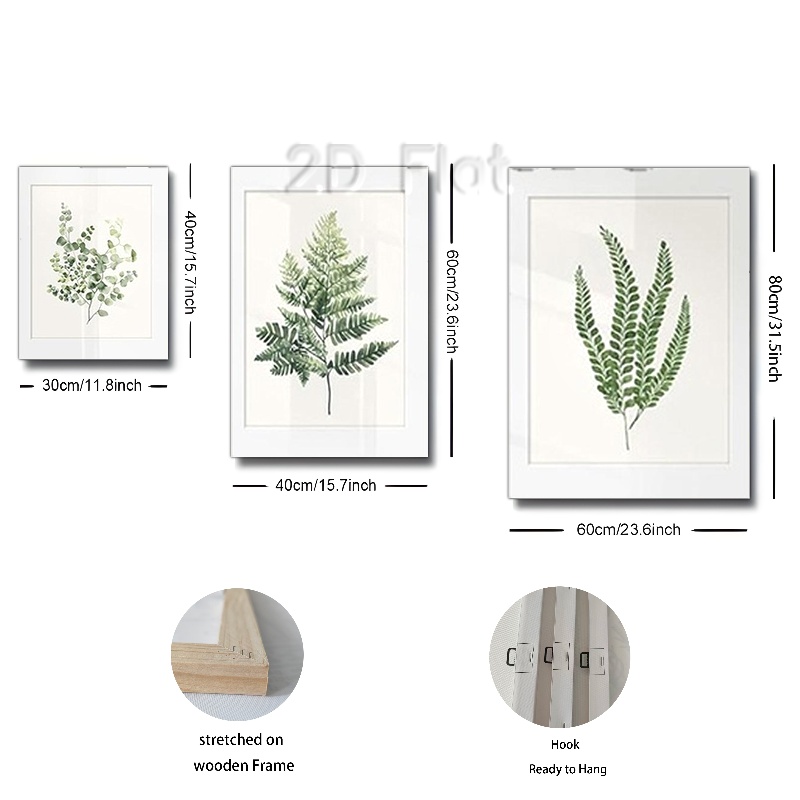 2D Flat
40cm/15.7inch
60cm/23.6inch
80cm/31.5inch
30cm/11.8inch
40cm/15.7inch
60cm/23.6inch
stretched on
wooden Frame
Hook
Ready to Hang